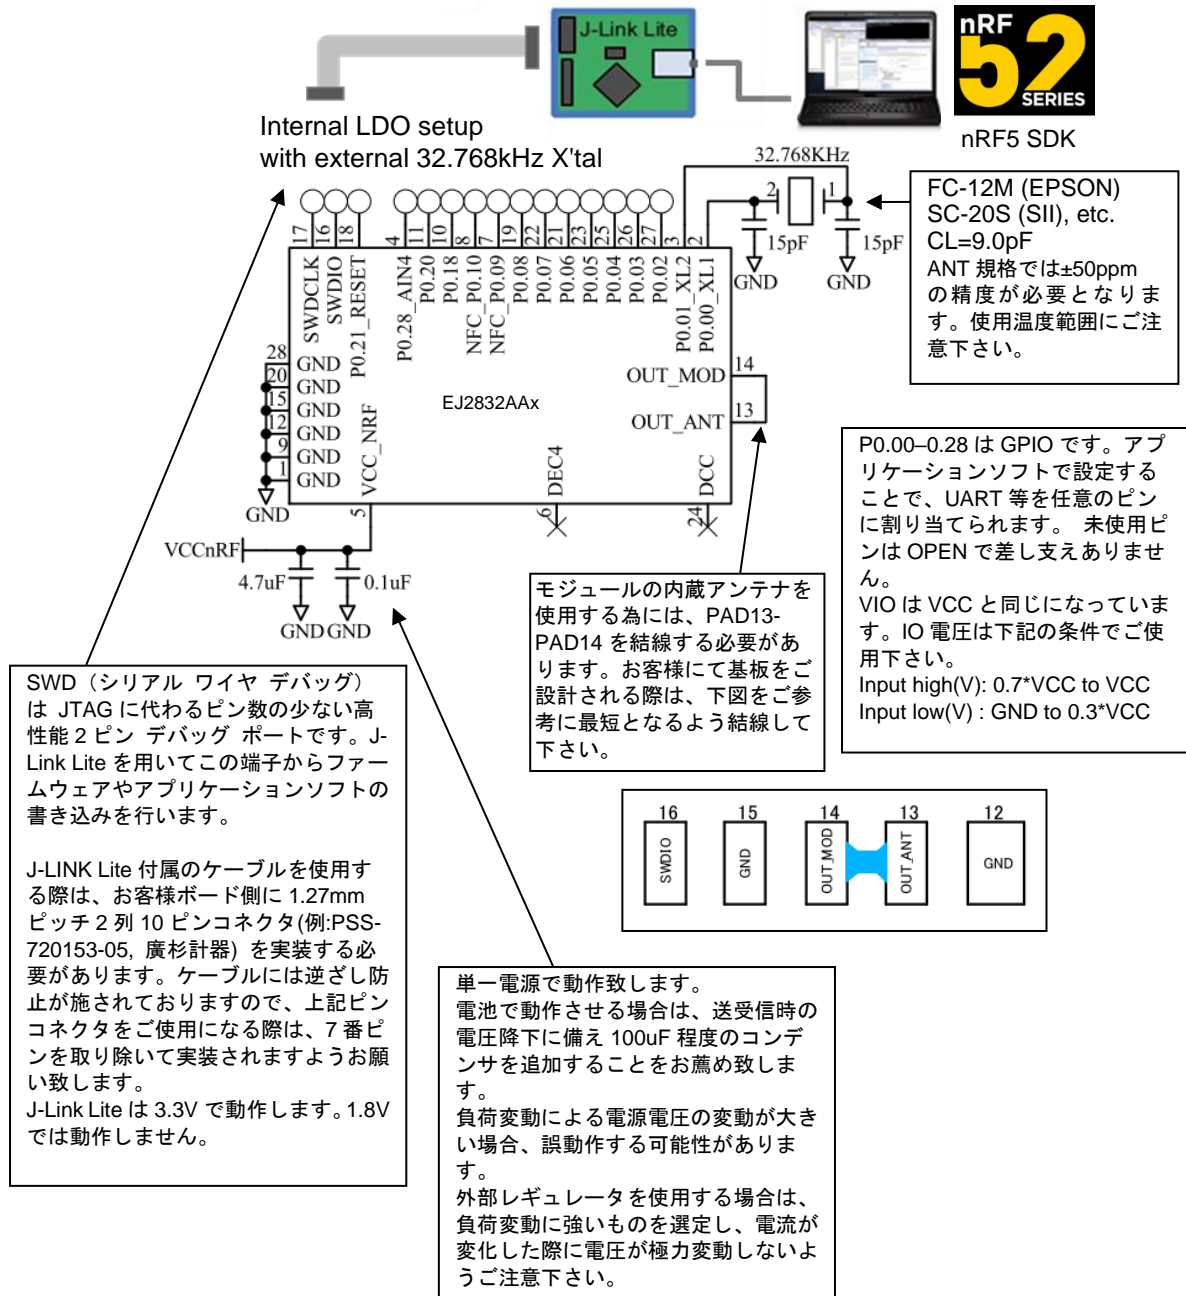 J-Link Lite
nRF
52
SERIES
nRF5 SDK
Internal LDO setup
with external 32.768kHz X'tal
32.768KHz
2
1
15pF
15pF
GND
GND
FC-12M (EPSON)
SC-20S (SII), etc.
CL=9.0pF
ANT 規格では±50ppm
の精度が必要となりま
す。使用温度範囲にご注
意下さい。
17
16
18
4
11
10
8
7
19
22
21
23
25
26
27
3
2
SWDCLK
SWDIO
P0.21_RESET
P0.28_AIN4
P0.20
P0.18
NFC_P0.10
NFC_P0.09
P0.08
P0.07
P0.06
P0.05
P0.04
P0.03
P0.02
P0.01_XL2
P0.00_XL1
28 GND
20 GND
15 GND
12 GND
9 GND
1 GND
GND
EJ2832AAx
OUT_MOD 14
OUT_ANT 13
VCC_NRF
5
DEC4
6
DCC
24
VCCnRF
4.7uF
0.1uF
GND
GND
P0.00–0.28 は GPIO です。アプ
リケーションソフトで設定する
ことで、UART 等を任意のピン
に割り当てられます。 未使用ピ
ンは OPEN で差し支えありませ
ん。
VIO は VCC と同じになっていま
す。IO 電圧は下記の条件でご使
用下さい。
Input high(V): 0.7*VCC to VCC
Input low(V) : GND to 0.3*VCC
モジュールの内蔵アンテナを
使用する為には、PAD13-
PAD14 を結線する必要があ
ります。お客様にて基板をご
設計される際は、下図をご参
考に最短となるよう結線して
下さい。
SWD（シリアル ワイヤ デバッグ）
は JTAG に代わるピン数の少ない高
性能 2 ピン デバッグ ポートです。J-
Link Lite を用いてこの端子からファー
ムウェアやアプリケーションソフトの
書き込みを行います。
J-LINK Lite 付属のケーブルを使用す
る際は、お客様ボード側に 1.27mm
ピッチ 2 列 10 ピンコネクタ(例:PSS-
720153-05, 廣杉計器) を実装する必
要があります。ケーブルには逆ざし防
止が施されておりますので、上記ピン
コネクタをご使用になる際は、7 番ピ
ンを取り除いて実装されますようお願
い致します。
J-Link Lite は 3.3V で動作します。1.8V
では動作しません。
16
15
14
13
12
SWDIO
GND
OUT_MOD
OUT_ANT
GND
単一電源で動作致します。
電池で動作させる場合は、送受信時の
電圧降下に備え 100uF 程度のコンデ
ンサを追加することをお薦め致しま
す。
負荷変動による電源電圧の変動が大き
い場合、誤動作する可能性がありま
す。
外部レギュレータを使用する場合は、
負荷変動に強いものを選定し、電流が
変化した際に電圧が極力変動しないよ
うご注意下さい。